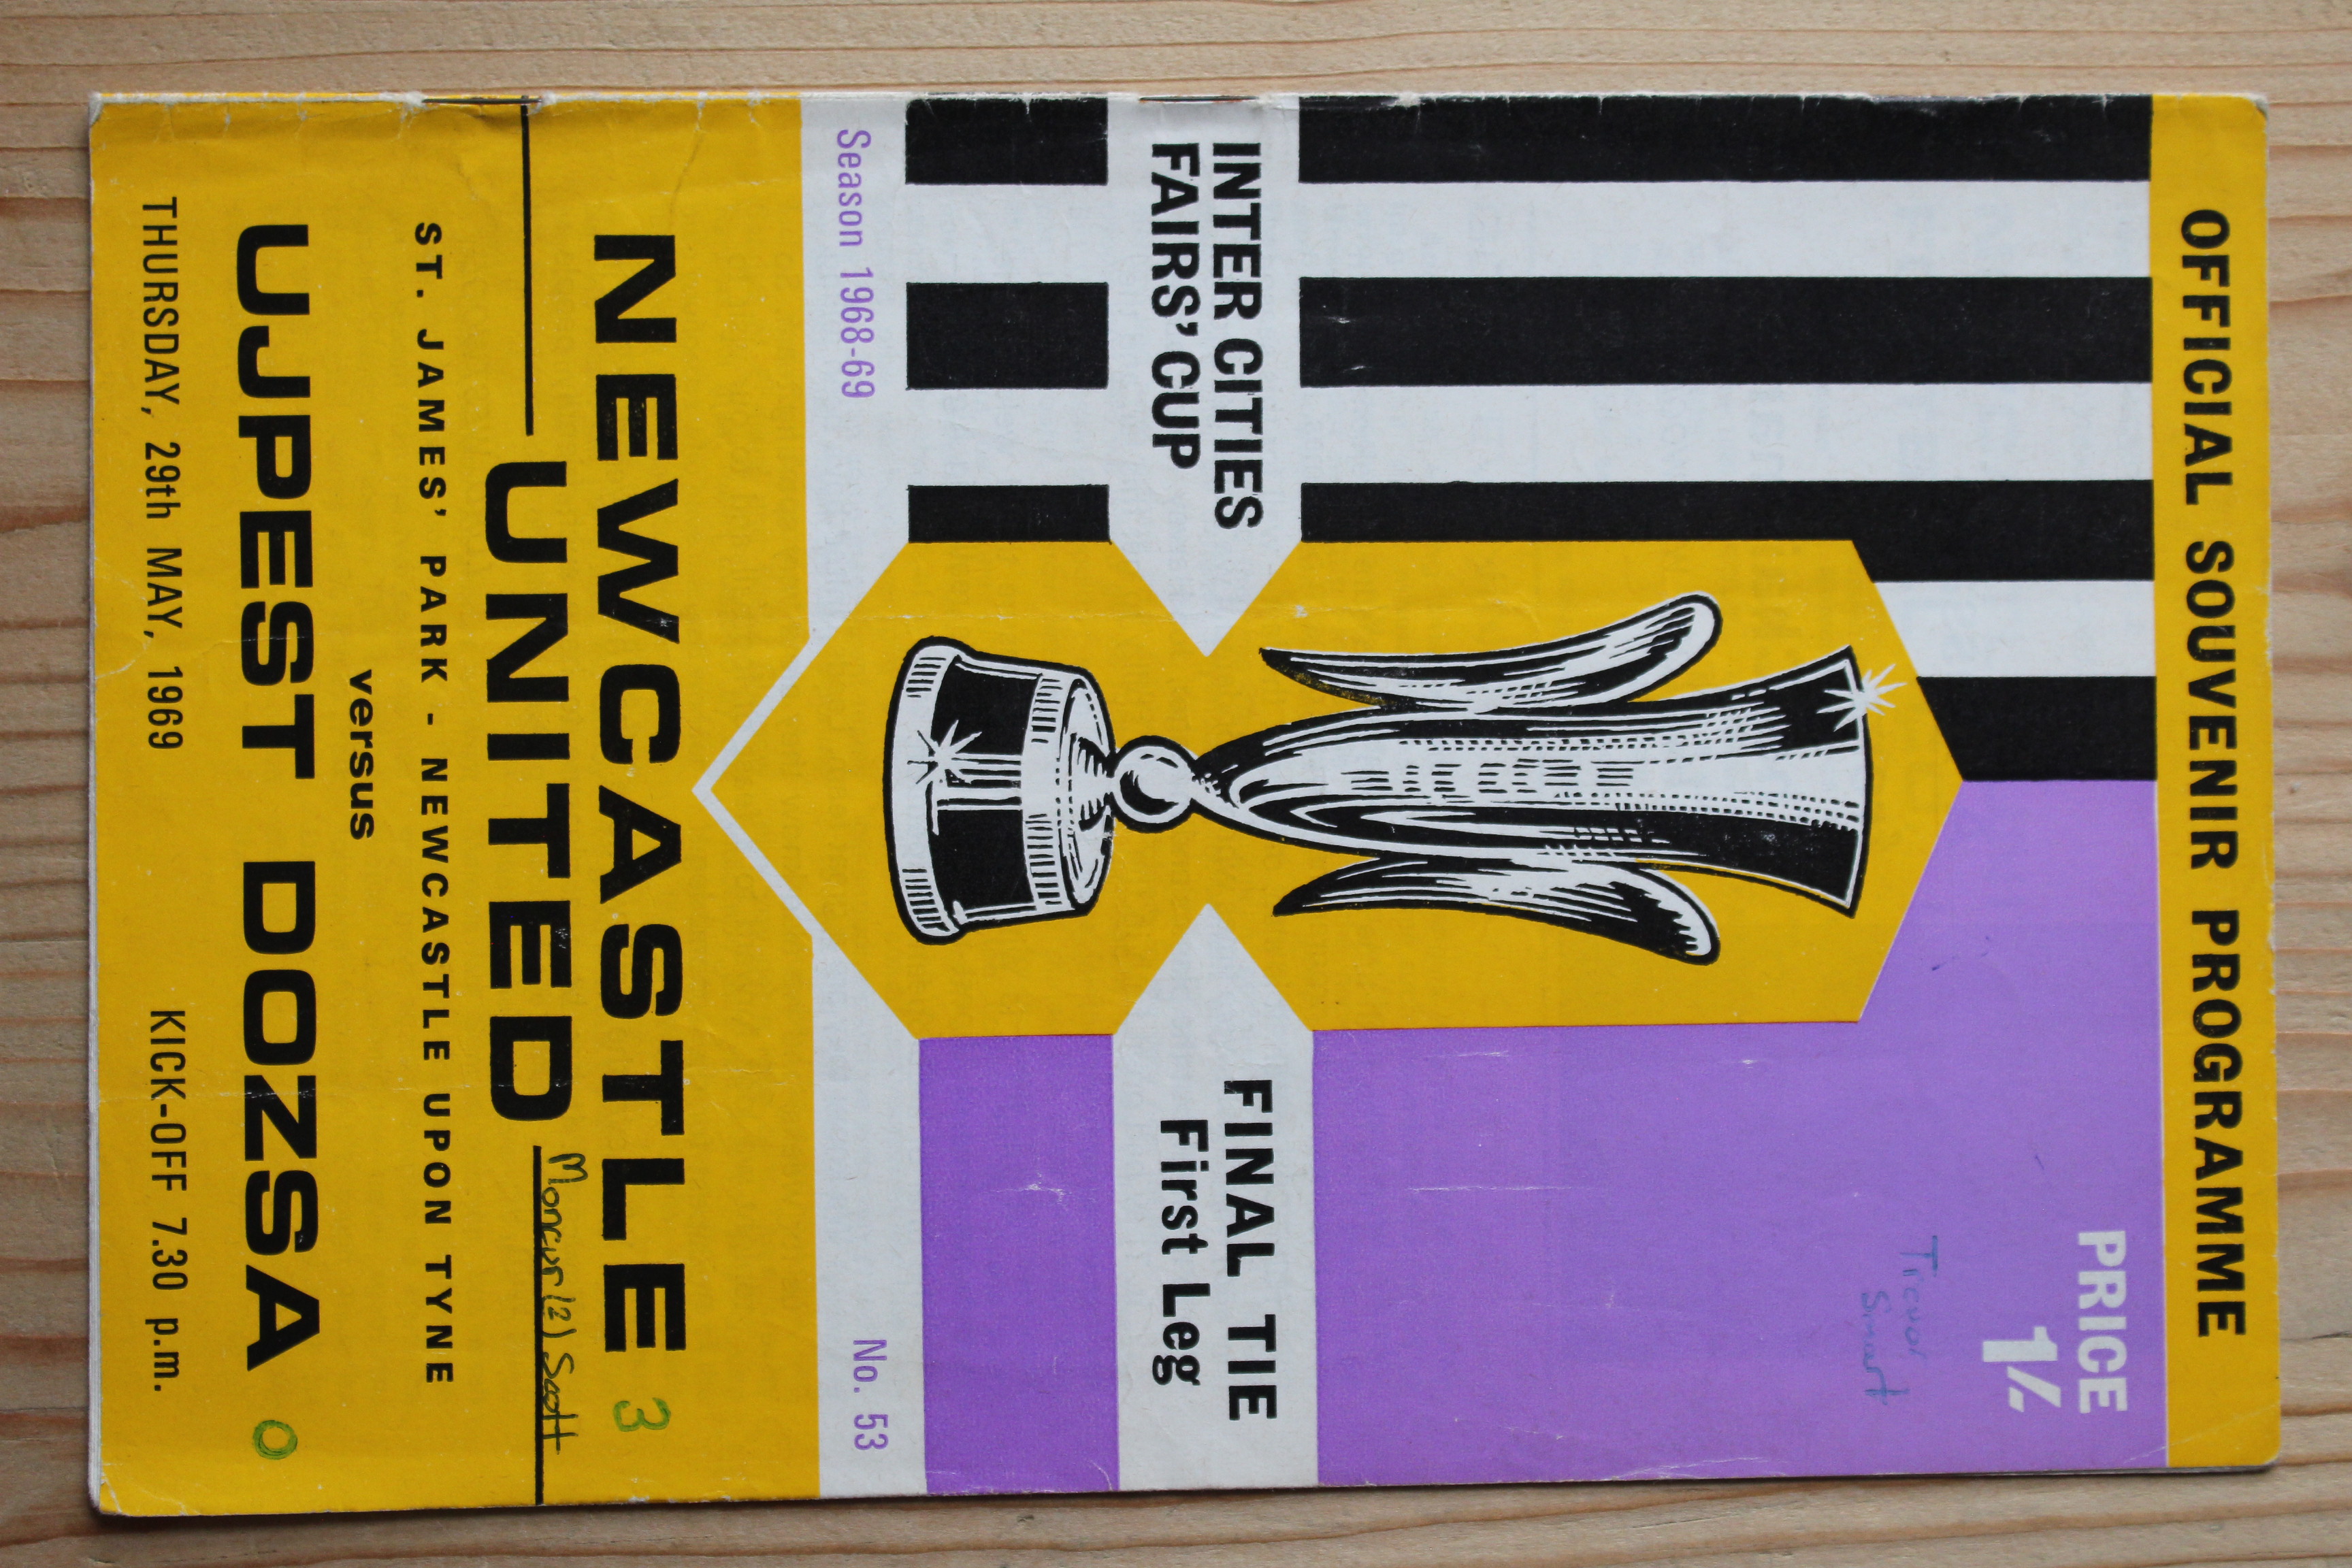 OFFICIAL SOUVENIR PROGRAMME
PRICE
1/-
Trevor
Smart
INTER CITIES
FAIRS' CUP
FINAL TIE
First Leg
Season 1968-69
No. 53
NEWCASTLE 3
UNITED
Moncur (2) Scott
ST. JAMES' PARK - NEWCASTLE UPON TYNE
versus
UJPEST DOZSA 0
THURSDAY, 29th MAY, 1969
KICK-OFF 7.30 p.m.